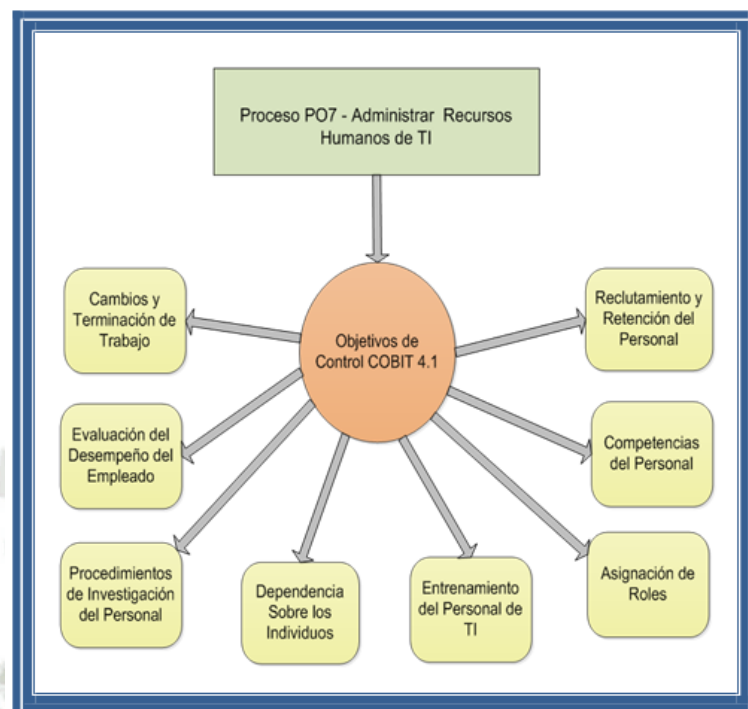 Proceso PO7 - Administrar Recursos
Humanos de TI
Objetivos de
Control COBIT 4.1
Reclutamiento y
Retención del
Personal
Competencias
del Personal
Asignación de
Roles
Entrenamiento
del Personal de
TI
Dependencia
Sobre los
Individuos
Procedimientos
de Investigación
del Personal
Evaluación del
Desempeño del
Empleado
Cambios y
Terminación de
Trabajo